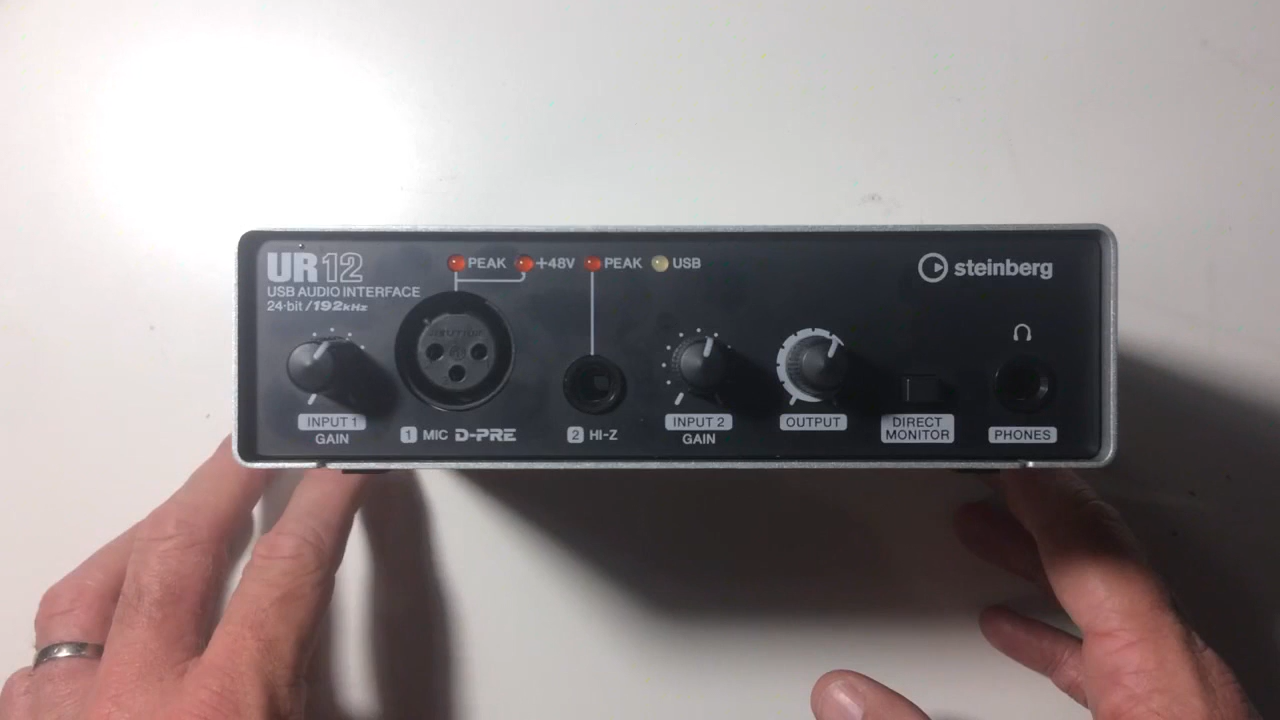 UR12
USB AUDIO INTERFACE
24-bit/192kHz
PEAK +48V PEAK USB
steinberg
INPUT 1
GAIN
1 MIC D-PRE
2 HI-Z
INPUT 2
GAIN
OUTPUT
DIRECT
MONITOR
PHONES